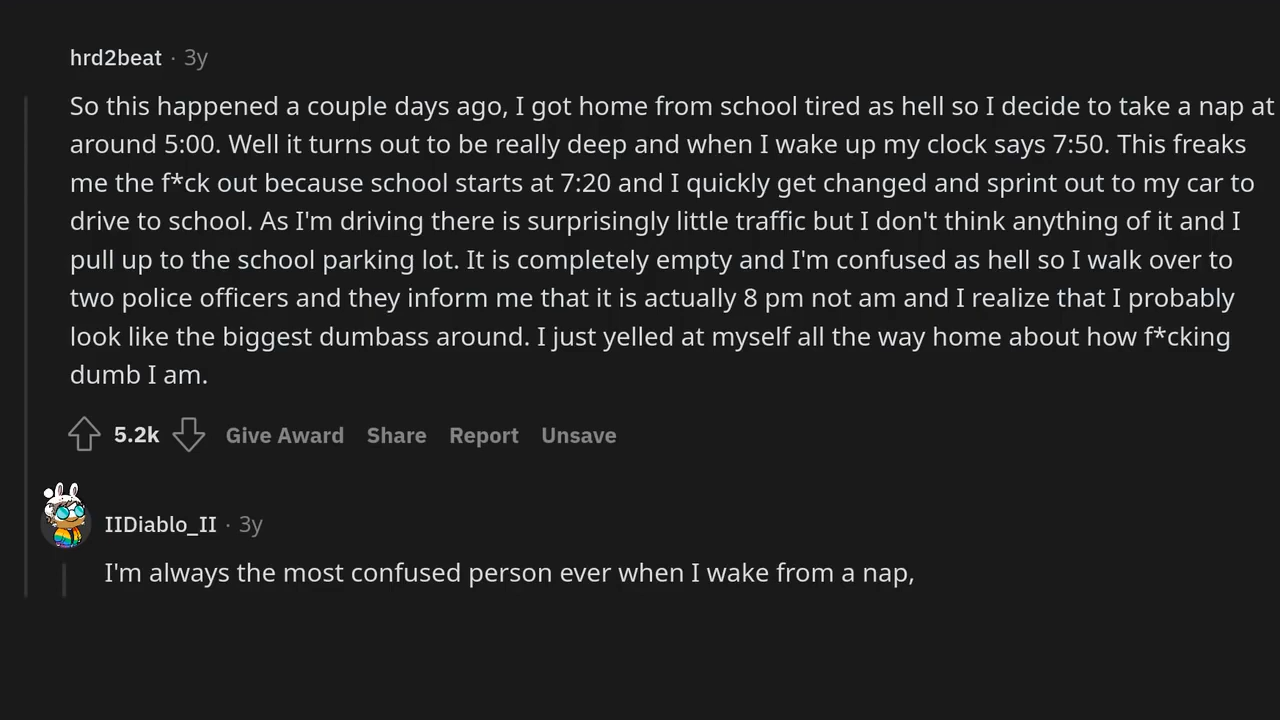 hrd2beat · 3y
So this happened a couple days ago, I got home from school tired as hell so I decide to take a nap at
around 5:00. Well it turns out to be really deep and when I wake up my clock says 7:50. This freaks
me the f*ck out because school starts at 7:20 and I quickly get changed and sprint out to my car to
drive to school. As I'm driving there is surprisingly little traffic but I don't think anything of it and I
pull up to the school parking lot. It is completely empty and I'm confused as hell so I walk over to
two police officers and they inform me that it is actually 8 pm not am and I realize that I probably
look like the biggest dumbass around. I just yelled at myself all the way home about how f*cking
dumb I am.
5.2k Give Award Share Report Unsave
IIDiablo_II · 3y
I'm always the most confused person ever when I wake from a nap,